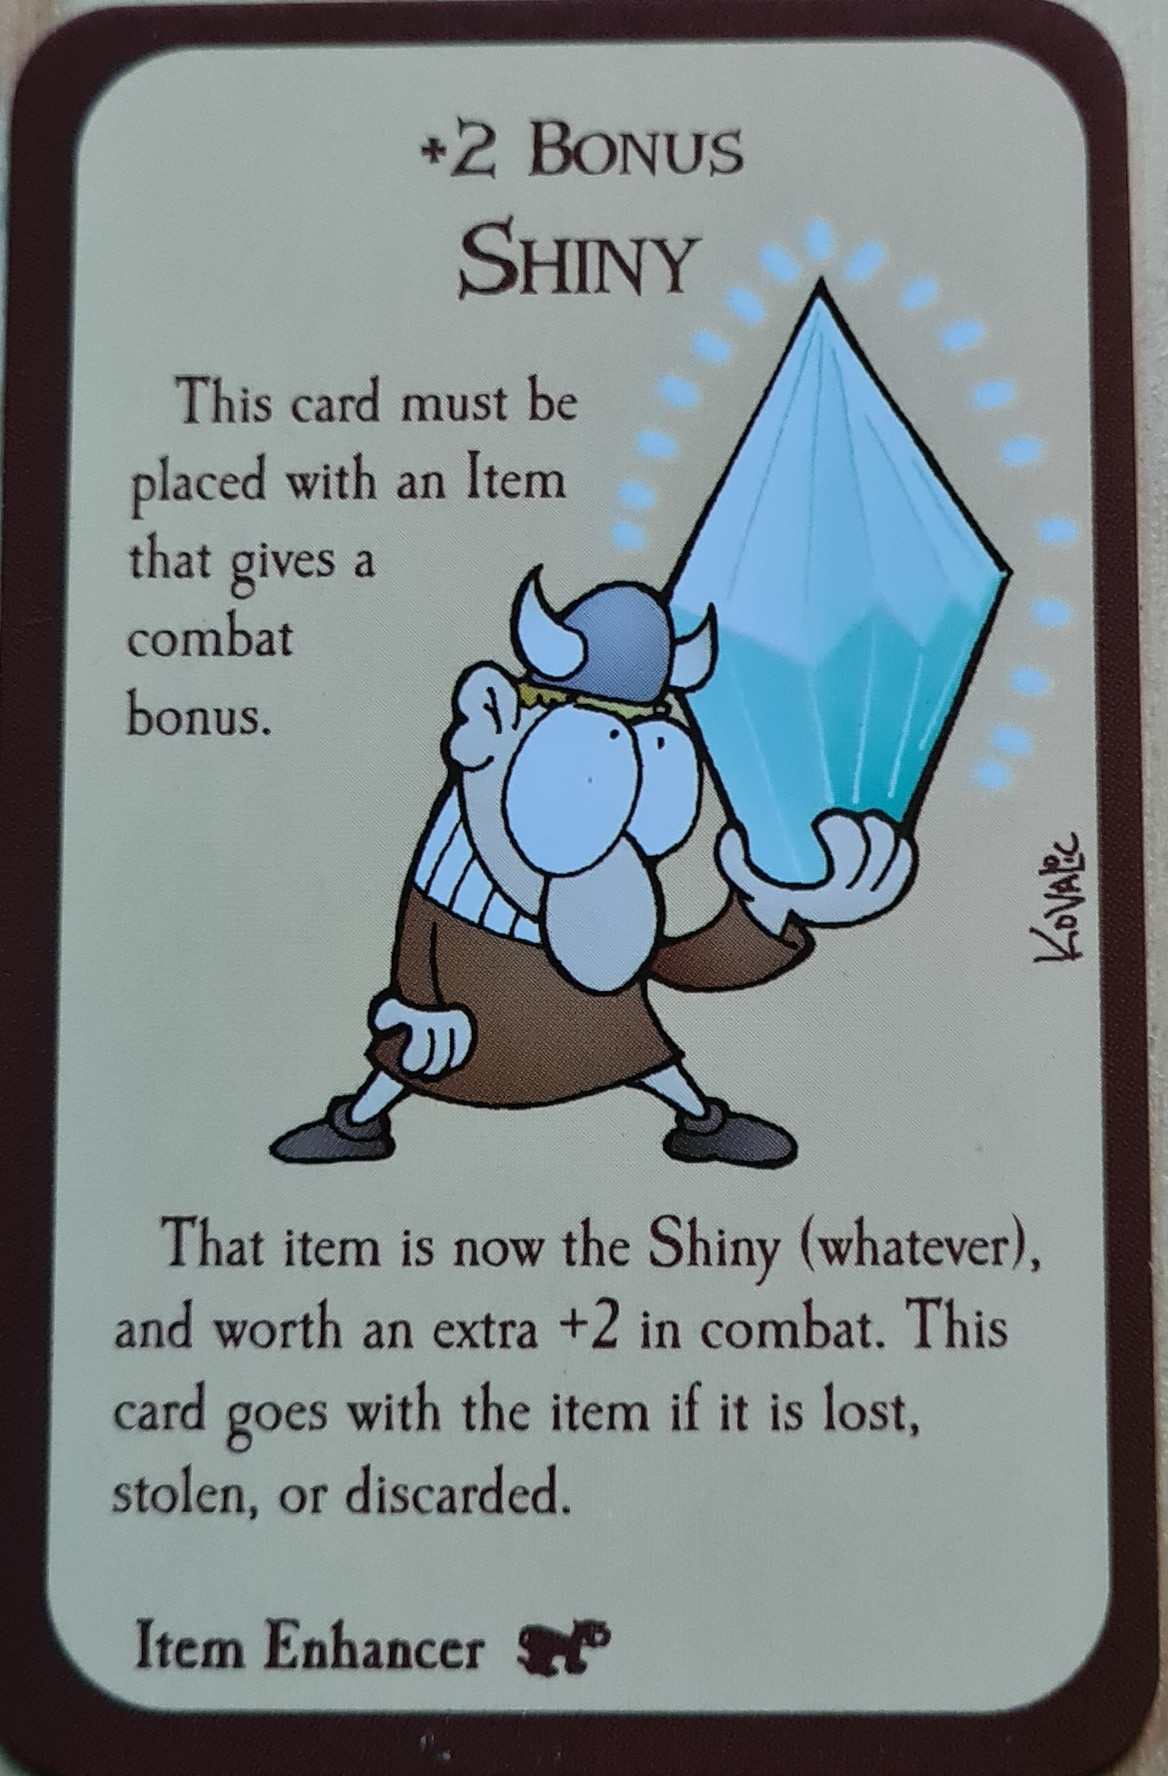 +2 Bonus
Shiny
This card must be
placed with an Item
that gives a
combat
bonus.
Kovalic
That item is now the Shiny (whatever),
and worth an extra +2 in combat. This
card goes with the item if it is lost,
stolen, or discarded.
Item Enhancer